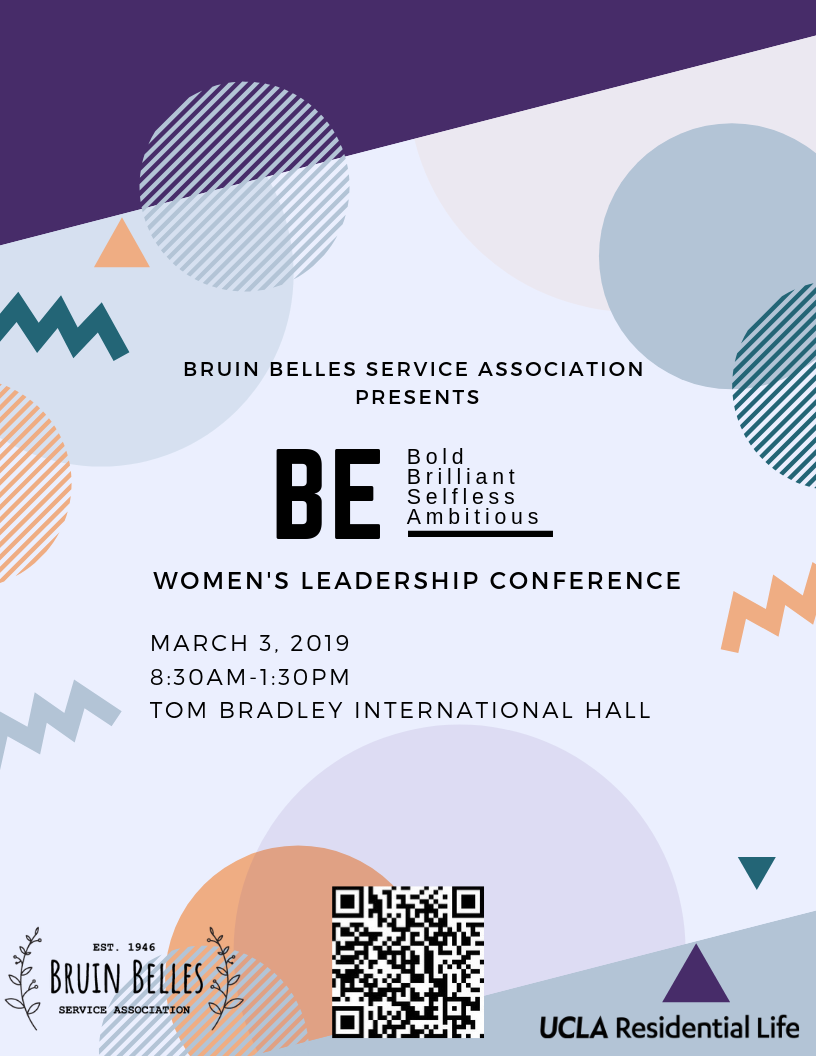 BRUIN BELLES SERVICE ASSOCIATION
PRESENTS
BE
Bold
Brilliant
Selfless
Ambitious
WOMEN'S LEADERSHIP CONFERENCE
MARCH 3, 2019
8:30AM-1:30PM
TOM BRADLEY INTERNATIONAL HALL
EST. 1946
BRUIN BELLES
SERVICE ASSOCIATION
UCLA Residential Life